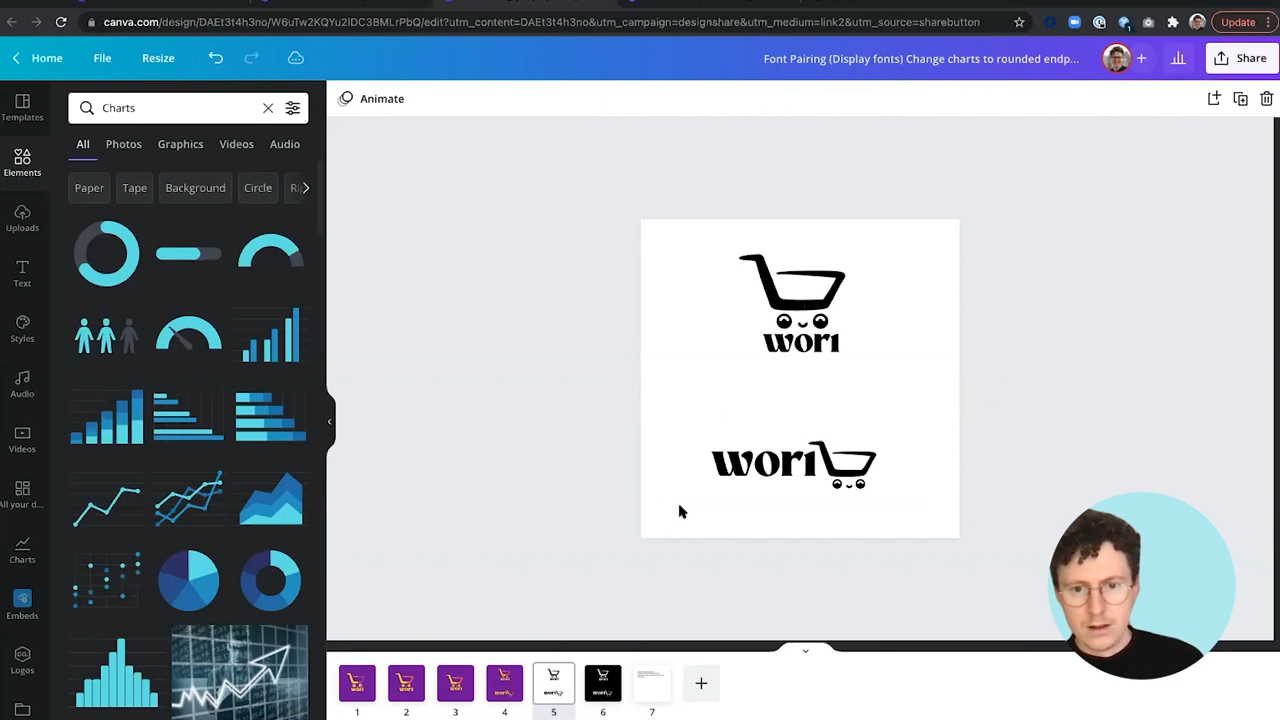 canva.com/design/DAEt3t4h3no/W6uTw2KQYu2IDC3BMLrPbQ/edit?utm_content=DAEt3t4h3no&utm_campaign=designshare&utm_medium=link2&utm_source=sharebutton
Update
Home
File
Resize
Font Pairing (Display fonts) Change charts to rounded endp...
Share
Templates
Charts
Animate
All
Photos
Graphics
Videos
Audio
Elements
Paper
Tape
Background
Circle
Uploads
Text
Styles
wori
Audio
Videos
wori
All your d...
Charts
Embeds
Logos
1
2
3
4
5
6
7